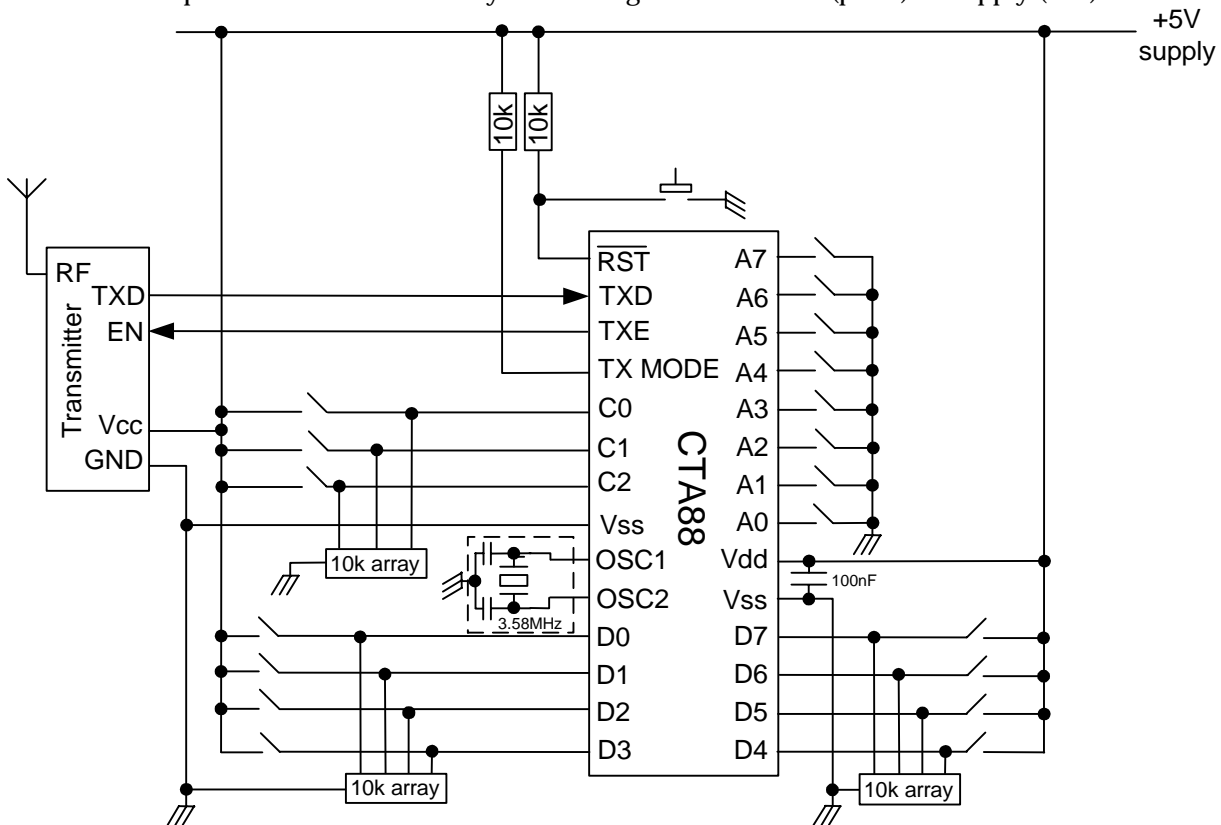 +5V
supply
10k
10k
RF
TXD
EN
Vcc
GND
Transmitter
RST
TXD
TXE
TX MODE
C0
C1
C2
Vss
OSC1
OSC2
D0
D1
D2
D3
CTA88
A7
A6
A5
A4
A3
A2
A1
A0
Vdd
Vss
D7
D6
D5
D4
10k array
3.58MHz
100nF
10k array
10k array